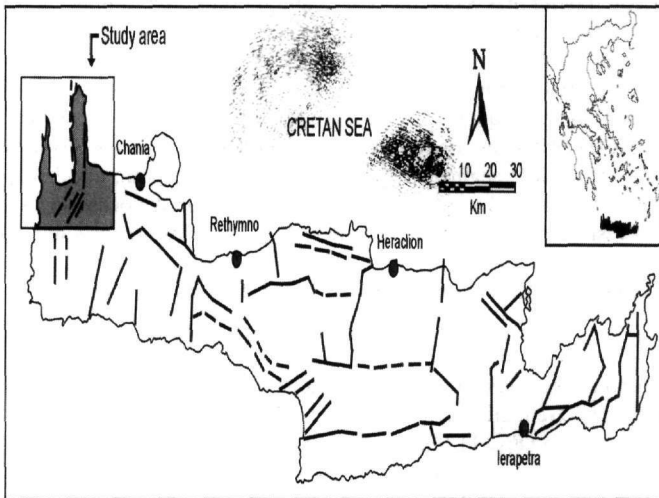 Study area
N
CRETAN SEA
Chania
10 20 30
Km
Rethymno
Heraclion
Ierapetra